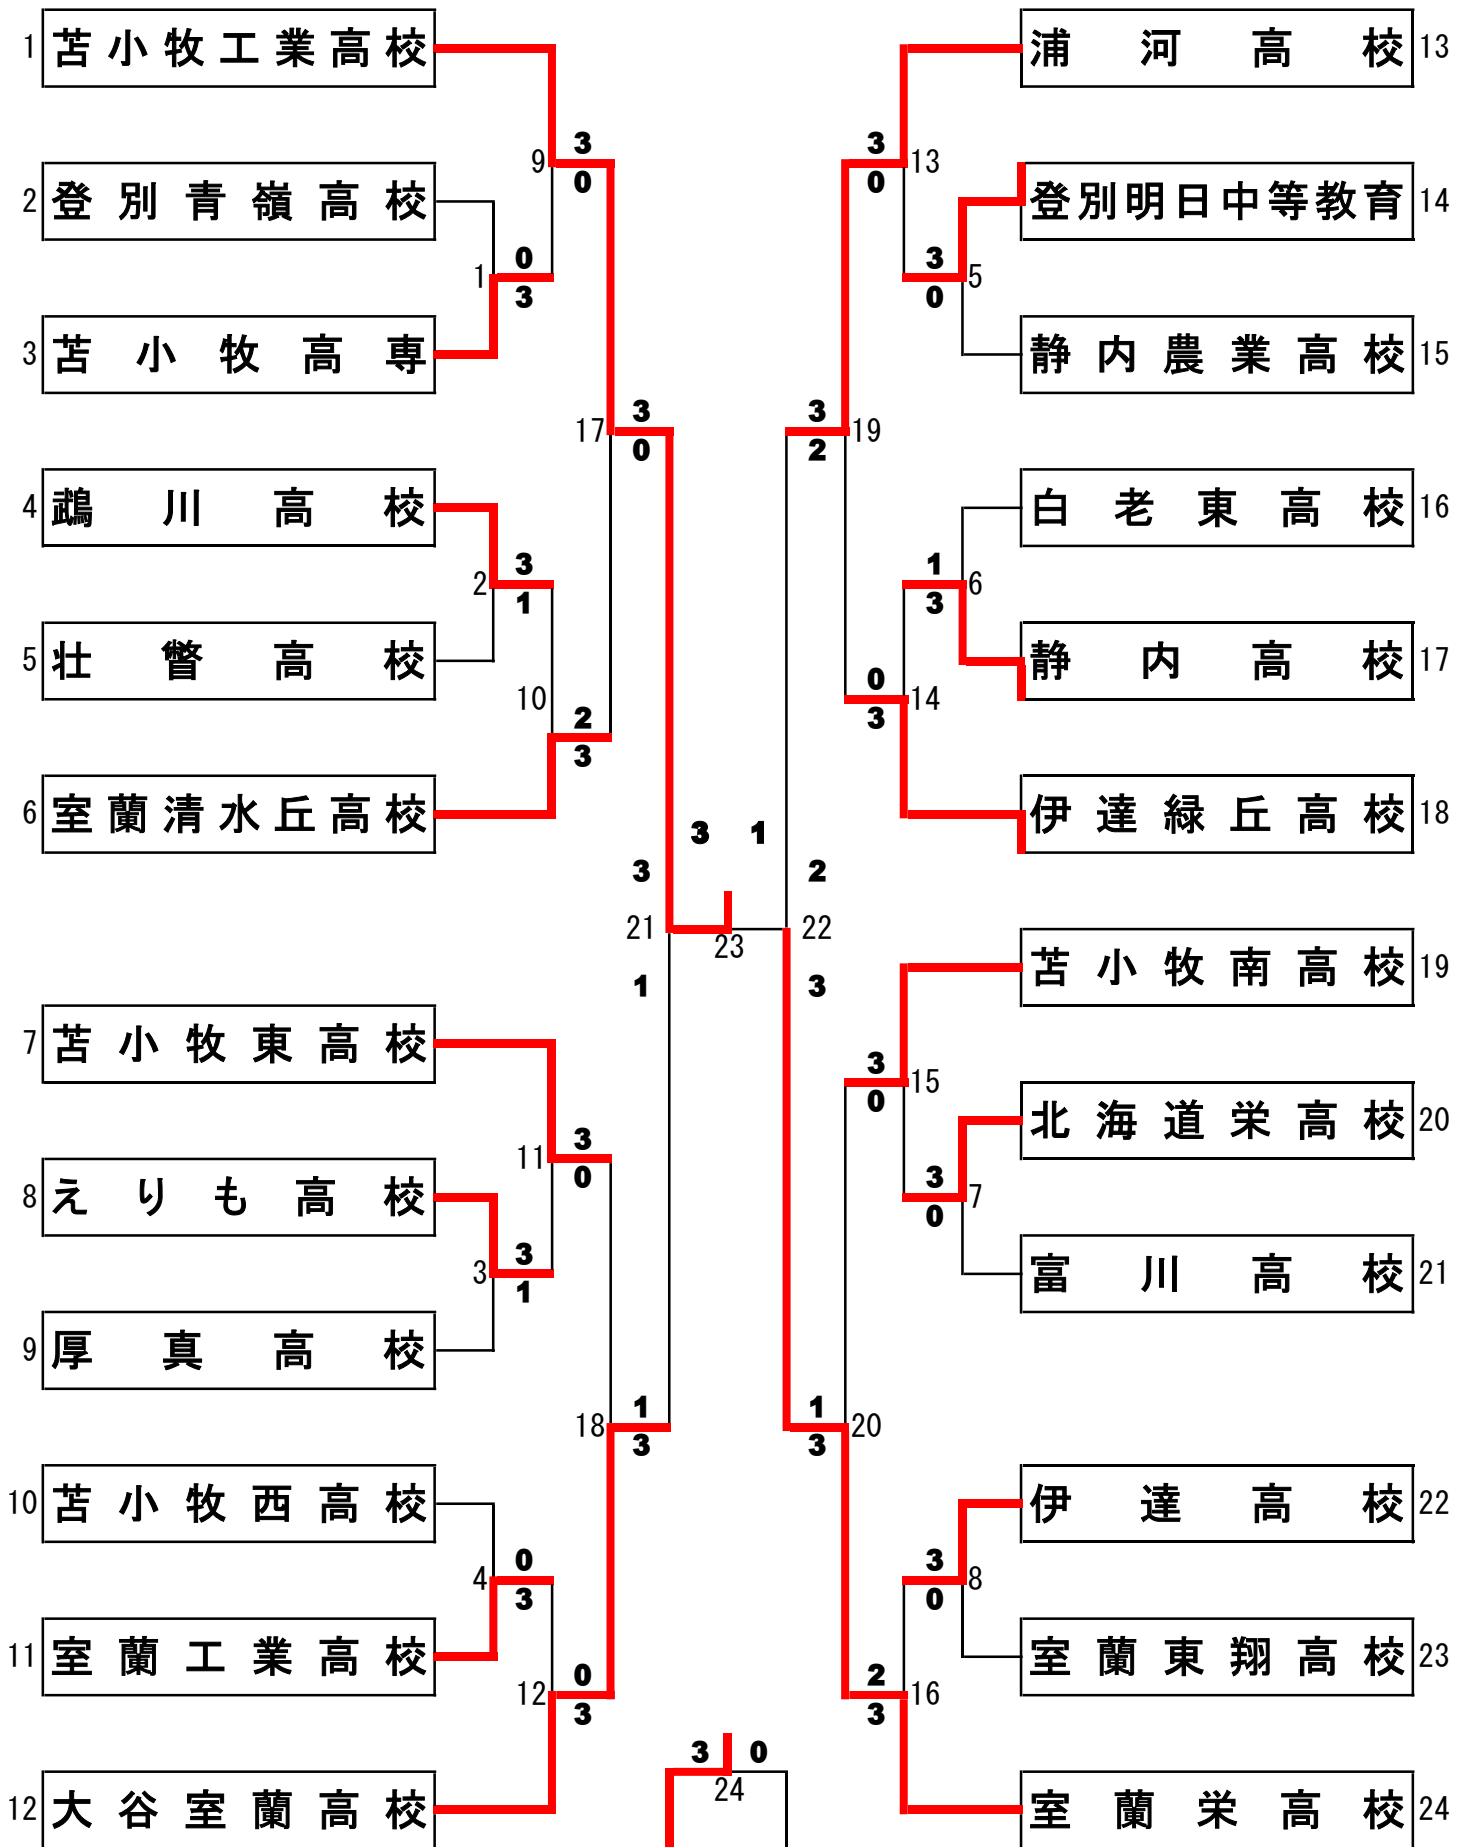 1 苫小牧工業高校
2 登別青嶺高校
3 苫小牧高専
4 鵡川高校
5 壮瞥高校
6 室蘭清水丘高校
7 苫小牧東高校
8 えりも高校
9 厚真高校
10 苫小牧西高校
11 室蘭工業高校
12 大谷室蘭高校
9 3
0
1 0
3
17 3
0
2 3
1
10 2
3
3 1
3 2
21 23 22
1 3
11 3
0
3 3
1
18 1
3
4 0
3
12 0
3
3 0
24
3 13
0
3 5
0
3 19
2
1 6
3
0 14
3
3 15
0
3 7
0
1 20
3
3 8
0
2 16
3
浦河高校 13
登別明日中等教育 14
静内農業高校 15
白老東高校 16
静内高校 17
伊達緑丘高校 18
苫小牧南高校 19
北海道栄高校 20
富川高校 21
伊達高校 22
室蘭東翔高校 23
室蘭栄高校 24